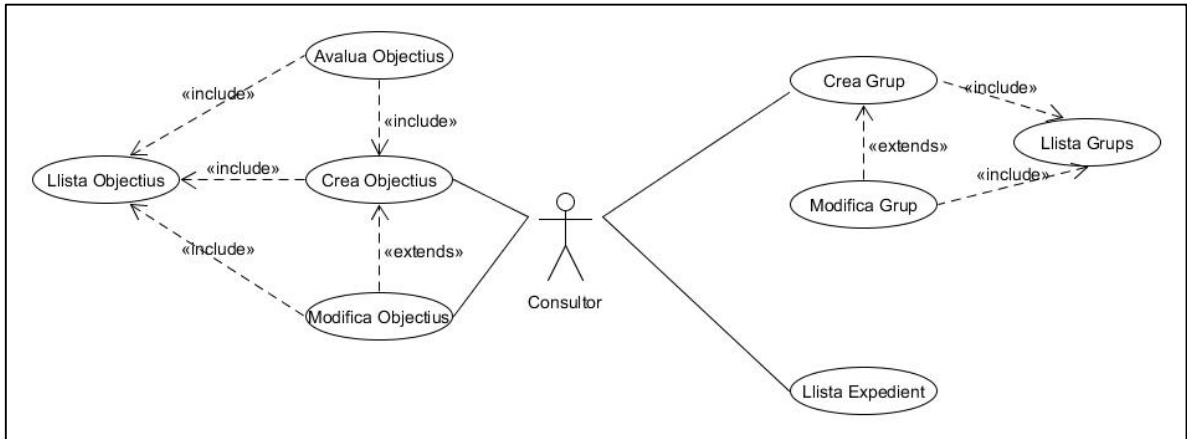 Avalua Objectius
«include»
«include»
Llista Objectius
«include»
Crea Objectius
«include»
«extends»
Modifica Objectius
Consultor
Crea Grup
«include»
Llista Grups
«extends»
«include»
Modifica Grup
Llista Expedient